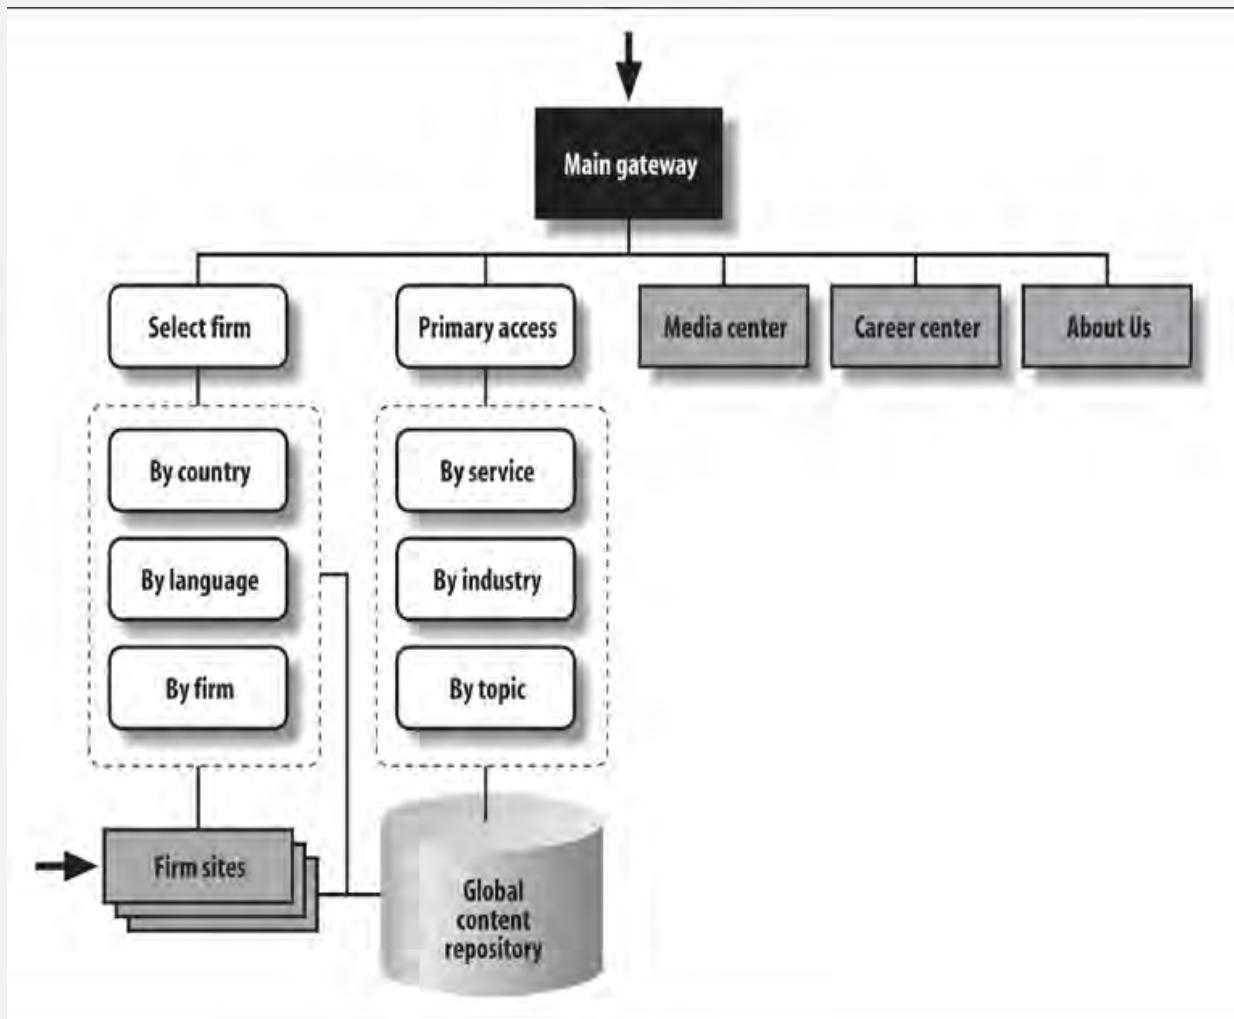 Main gateway
Select firm
Primary access
Media center
Career center
About Us
By country
By service
By language
By industry
By firm
By topic
Firm sites
Global
content
repository